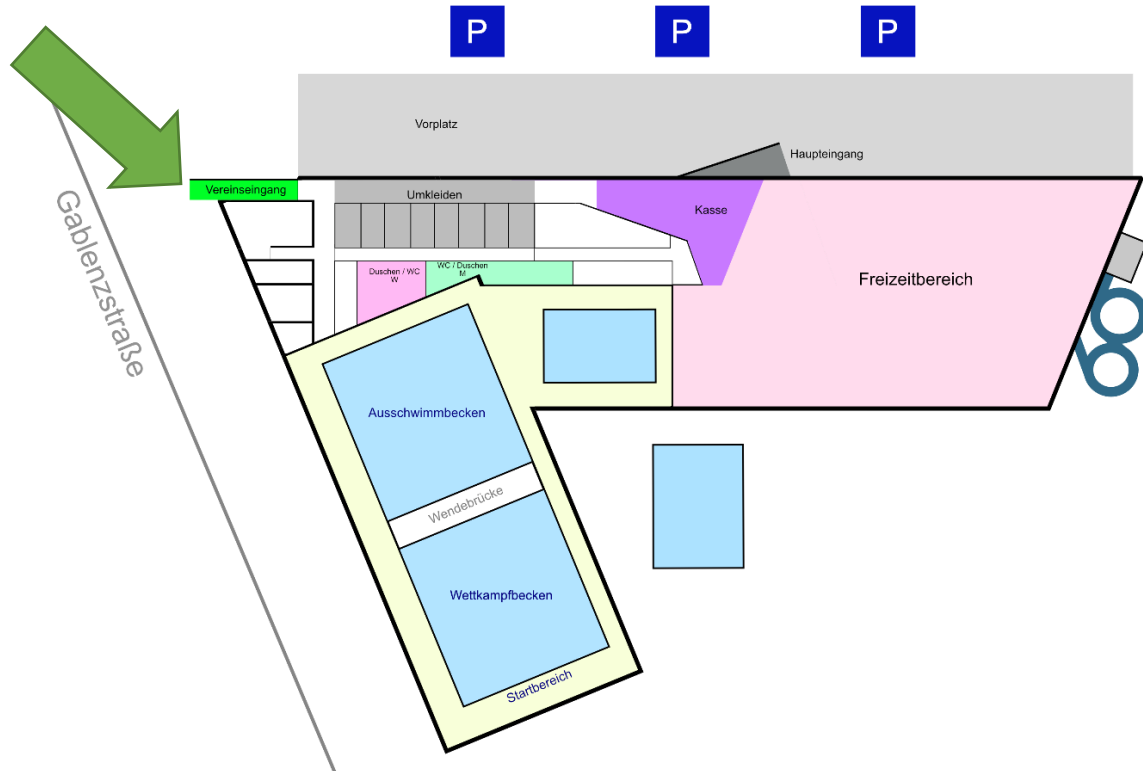 P
P
P
Vorplatz
Haupteingang
Vereinseingang
Umkleiden
Kasse
Gablenzstraße
Duschen / WC
W
WC / Duschen
M
Freizeitbereich
Ausschwimmbecken
Wendebrücke
Wettkampfbecken
Startbereich